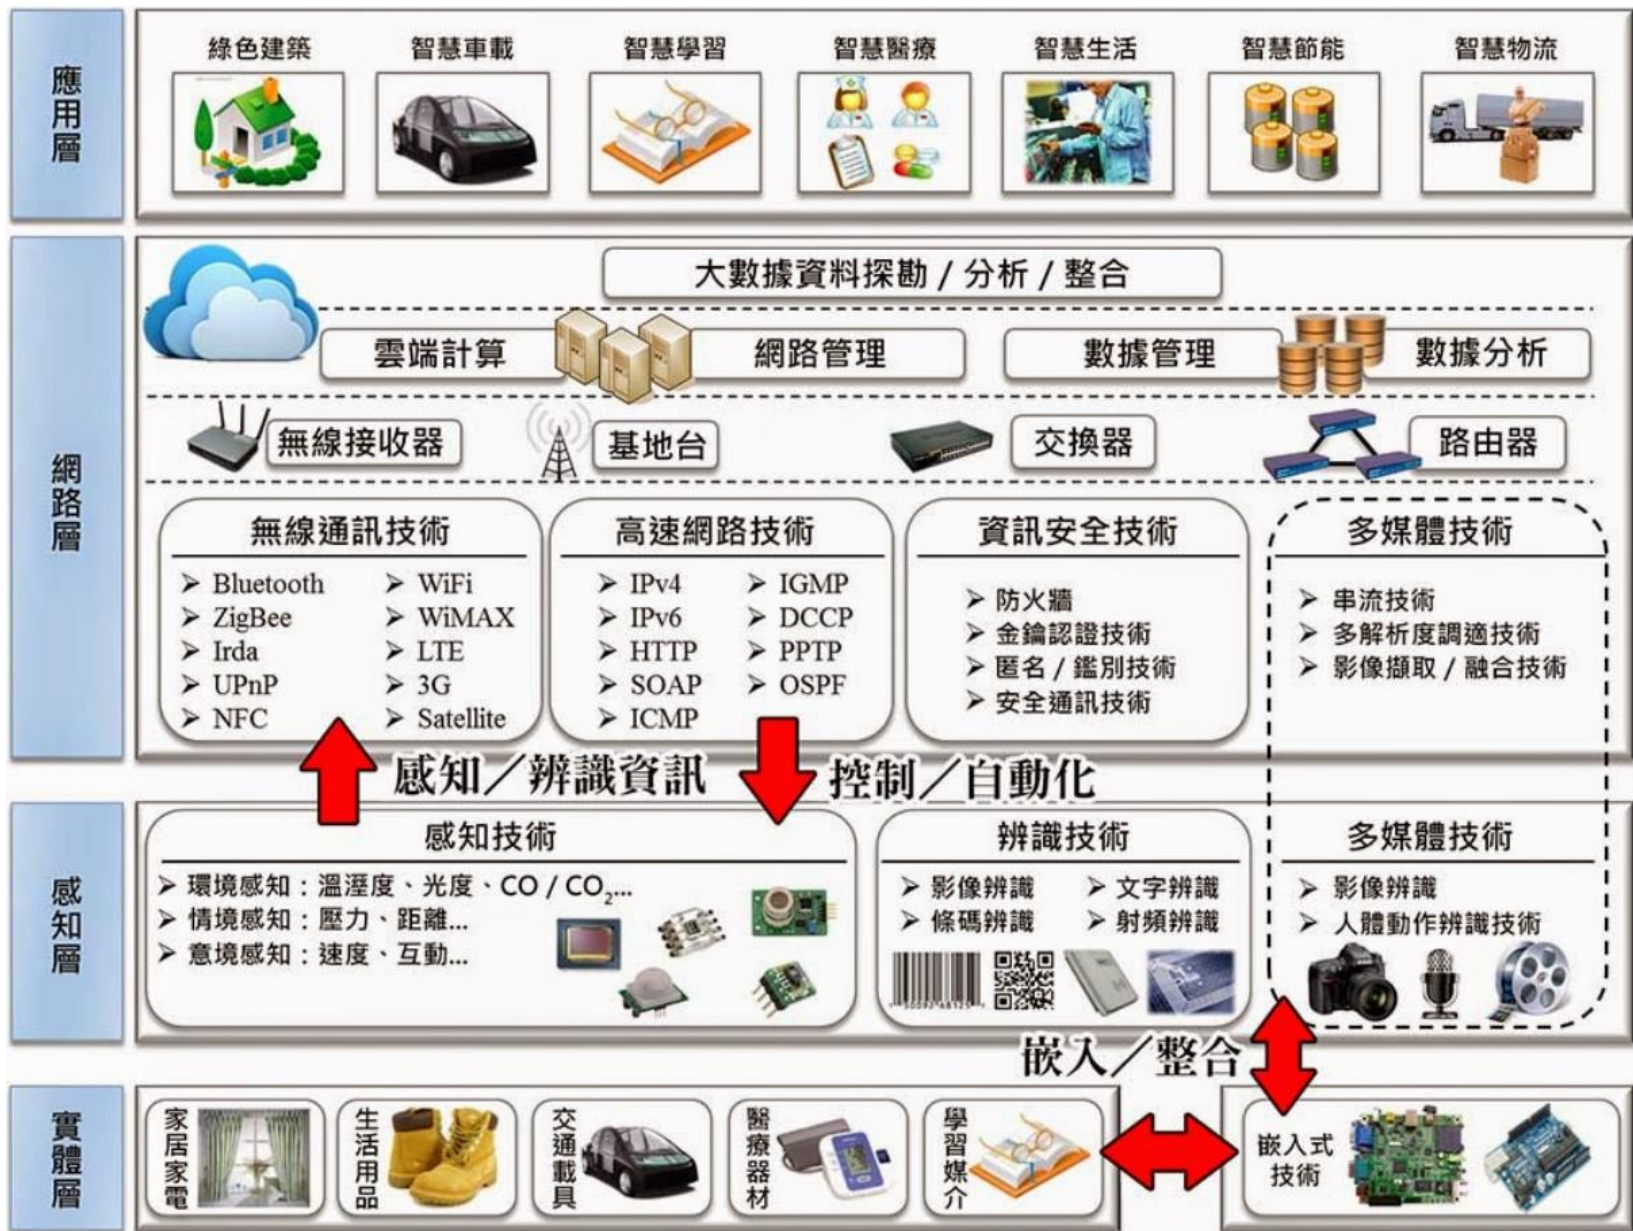 應用層
綠色建築
智慧車載
智慧學習
智慧醫療
智慧生活
智慧節能
智慧物流
網路層
大數據資料探勘 / 分析 / 整合
雲端計算
網路管理
數據管理
數據分析
無線接收器
基地台
交換器
路由器
無線通訊技術
➢ Bluetooth
➢ ZigBee
➢ Irda
➢ UPnP
➢ NFC
➢ WiFi
➢ WiMAX
➢ LTE
➢ 3G
➢ Satellite
高速網路技術
➢ IPv4
➢ IPv6
➢ HTTP
➢ SOAP
➢ ICMP
➢ IGMP
➢ DCCP
➢ PPTP
➢ OSPF
資訊安全技術
➢ 防火牆
➢ 金鑰認證技術
➢ 匿名 / 鑑別技術
➢ 安全通訊技術
多媒體技術
➢ 串流技術
➢ 多解析度調適技術
➢ 影像擷取 / 融合技術
感知／辨識資訊
控制／自動化
感知層
感知技術
➢ 環境感知：溫溼度、光度、CO / CO₂...
➢ 情境感知：壓力、距離...
➢ 意境感知：速度、互動...
辨識技術
➢ 影像辨識
➢ 條碼辨識
➢ 文字辨識
➢ 射頻辨識
多媒體技術
➢ 影像辨識
➢ 人體動作辨識技術
嵌入／整合
實體層
家居家電
生活用品
交通載具
醫療器材
學習媒介
嵌入式
技術